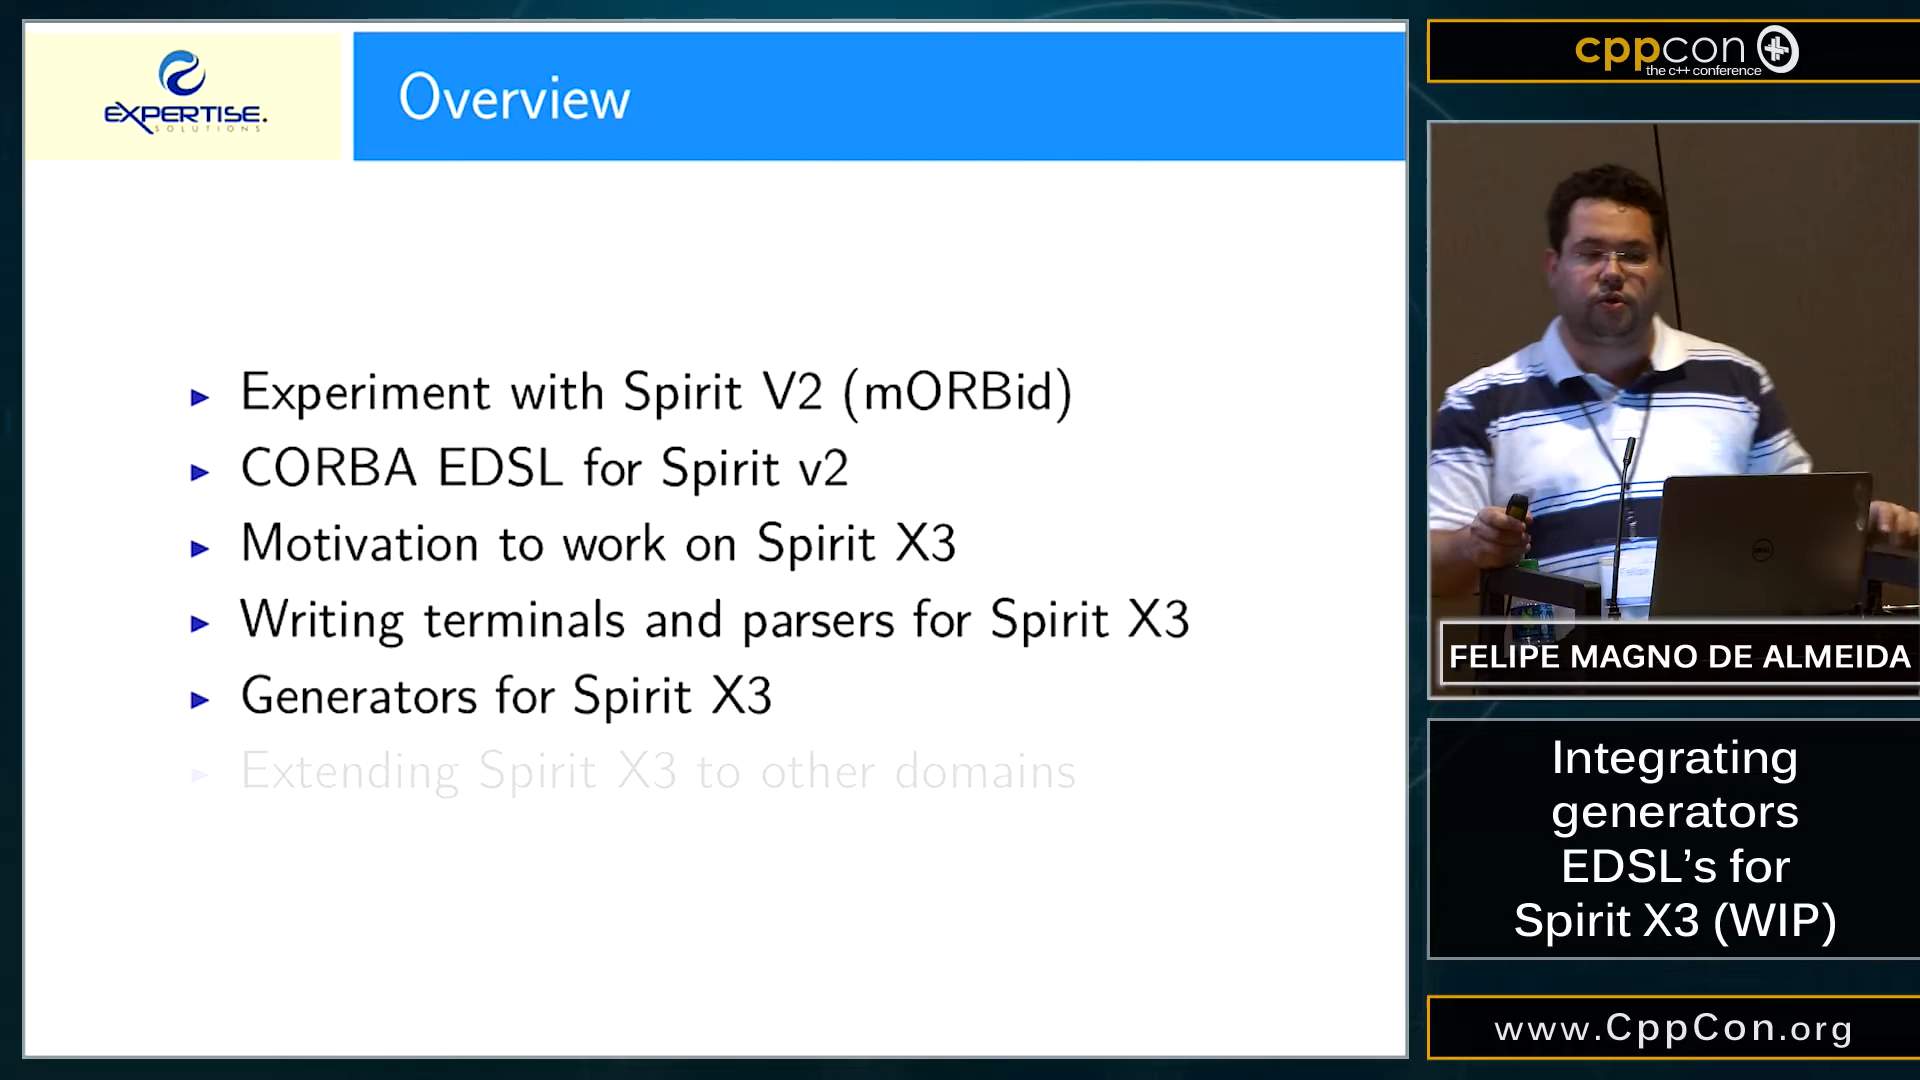 EXPERTISE.
SOLUTIONS
Overview
Experiment with Spirit V2 (mORBid)
CORBA EDSL for Spirit v2
Motivation to work on Spirit X3
Writing terminals and parsers for Spirit X3
Generators for Spirit X3
Extending Spirit X3 to other domains
cppcon
the c++ conference
DELL
FELIPE MAGNO DE ALMEIDA
Integrating
generators
EDSL’s for
Spirit X3 (WIP)
www.CppCon.org